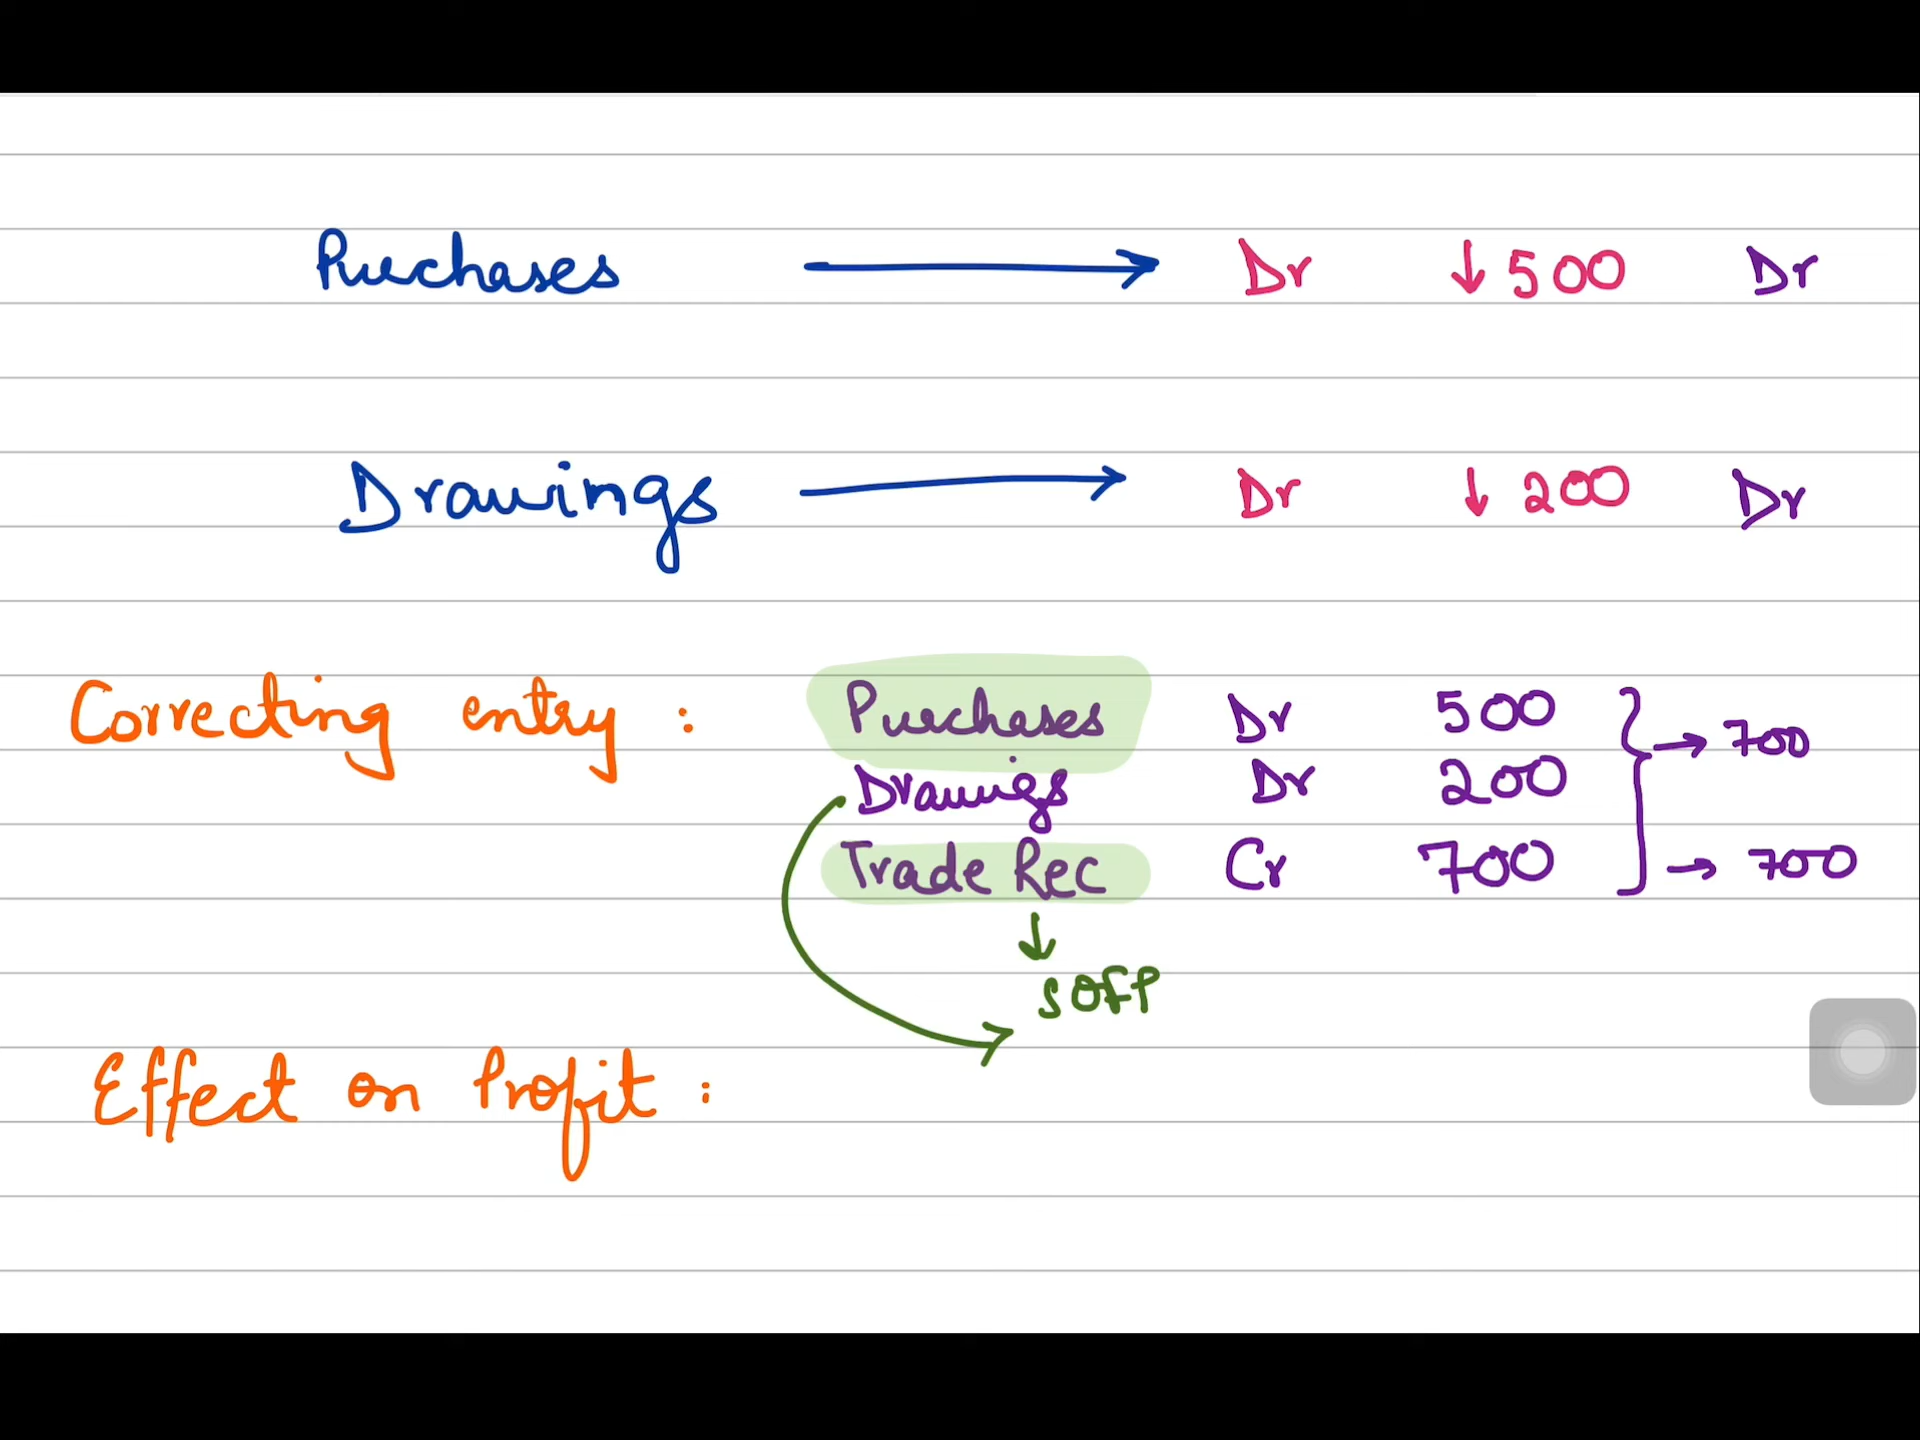 Purchases → Dr ↓ 500 Dr
Drawings → Dr ↓ 200 Dr
Correcting entry : Purchases Dr 500 → 700
Drawings Dr 200
Trade Rec Cr 700 → 700
↓
SOFP
Effect on Profit :